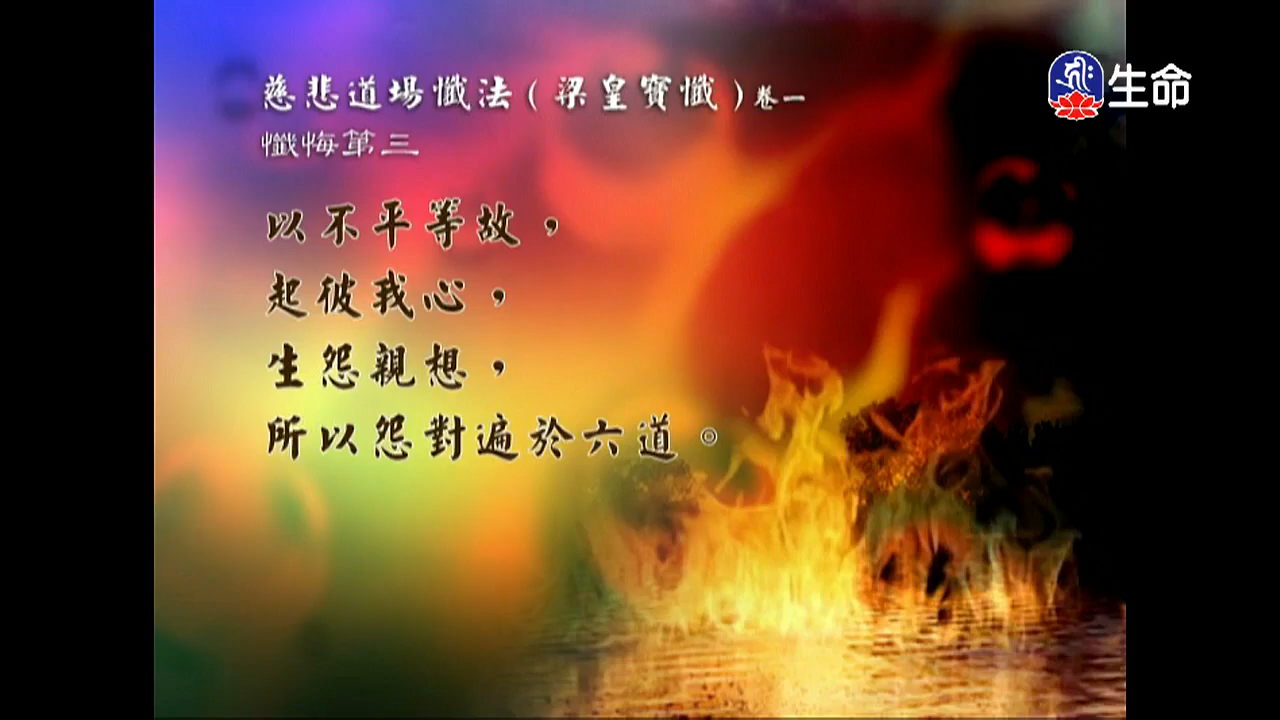 慈悲道場懺法(梁皇寶懺)卷一
生命
懺悔第三
以不平等故，
起彼我心，
生怨親想，
所以怨對遍於六道。